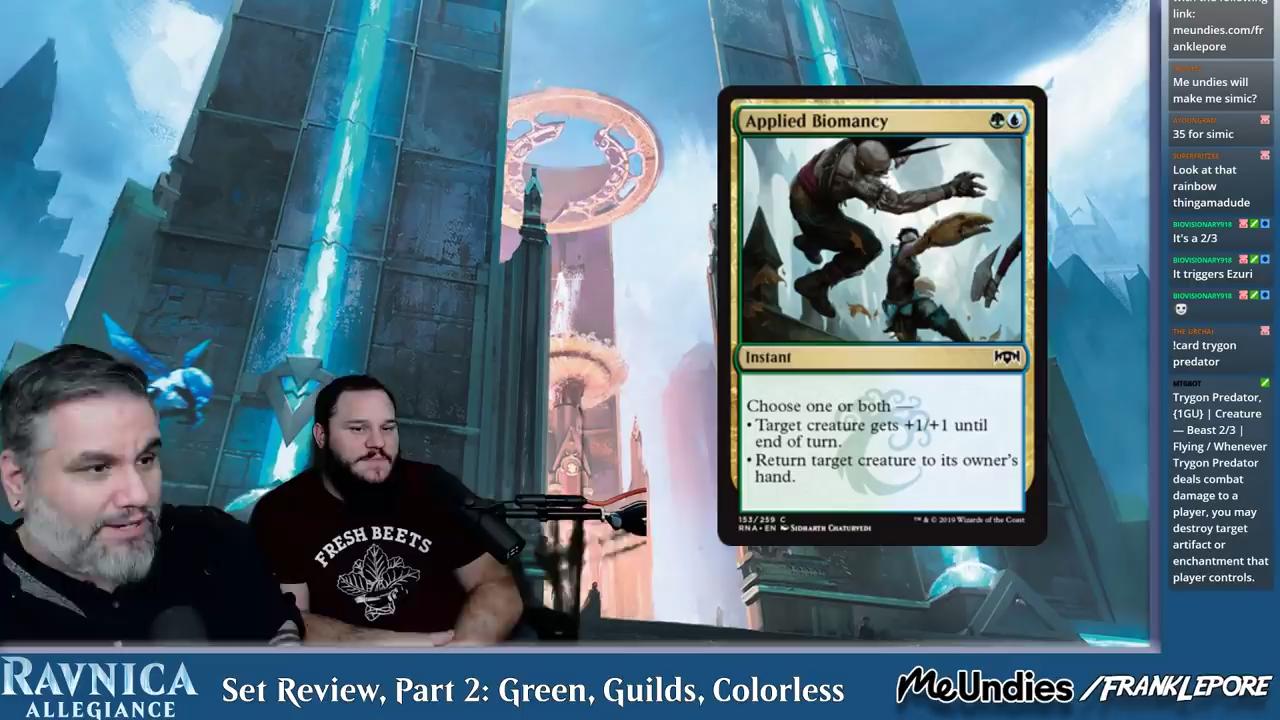 with the following
link:
meundies.com/fr
anklepore
Me undies will
make me simic?
AYOUNGRAM
35 for simic
SUPERFRITZEE
Look at that
rainbow
thingamadude
BIOVISIONARY918
It's a 2/3
BIOVISIONARY918
It triggers Ezuri
BIOVISIONARY918
THE_URCHAI
!card trygon
predator
MTGBOT
Trygon Predator,
{1GU} | Creature
— Beast 2/3 |
Flying / Whenever
Trygon Predator
deals combat
damage to a
player, you may
destroy target
artifact or
enchantment that
player controls.
Applied Biomancy
Instant
Choose one or both —
• Target creature gets +1/+1 until
end of turn.
• Return target creature to its owner's
hand.
153/259 C
RNA • EN SIDHARTH CHATURVEDI
™ & © 2019 Wizards of the Coast
FRESH BEETS
RAVNICA
ALLEGIANCE
Set Review, Part 2: Green, Guilds, Colorless
MeUndies /FRANKLEPORE